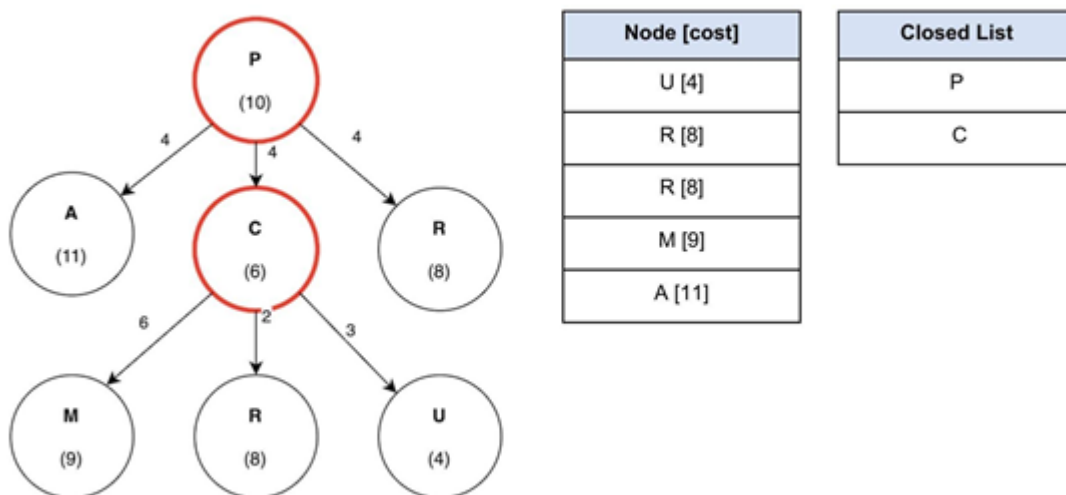 P
(10)
4
4
4
A
(11)
C
(6)
R
(8)
6
2
3
M
(9)
R
(8)
U
(4)
Node [cost]
U [4]
R [8]
R [8]
M [9]
A [11]
Closed List
P
C